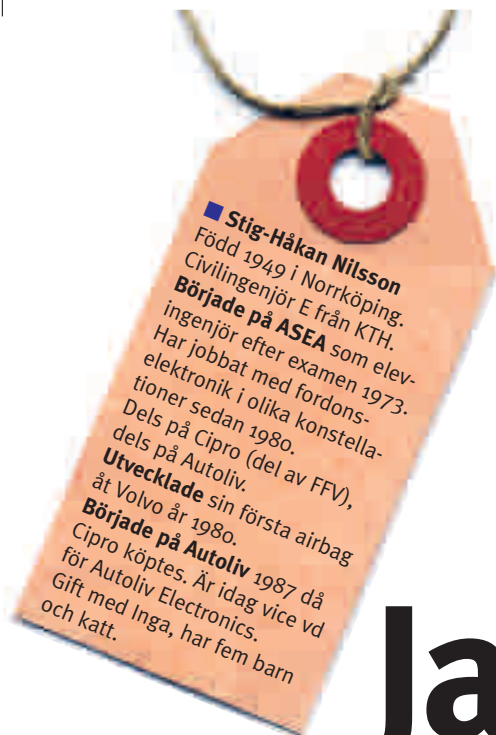 Stig-Håkan Nilsson
Född 1949 i Norrköping.
Civilingenjör E från KTH.
Började på ASEA som elev-
ingenjör efter examen 1973.
Har jobbat med fordons-
elektronik i olika konstella-
tioner sedan 1980.
Dels på Cipro (del av FFV),
dels på Autoliv.
Utvecklade sin första airbag
åt Volvo år 1980.
Började på Autoliv 1987 då
Cipro köptes. Är idag vice vd
för Autoliv Electronics.
Gift med Inga, har fem barn
och katt.
Ja